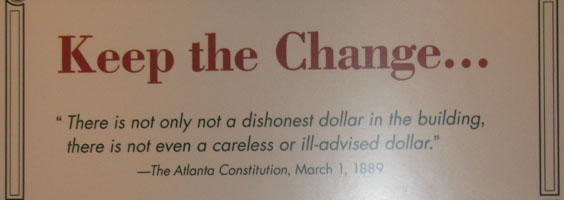 Keep the Change...
“ There is not only not a dishonest dollar in the building,
there is not even a careless or ill-advised dollar.”
—The Atlanta Constitution, March 1, 1889